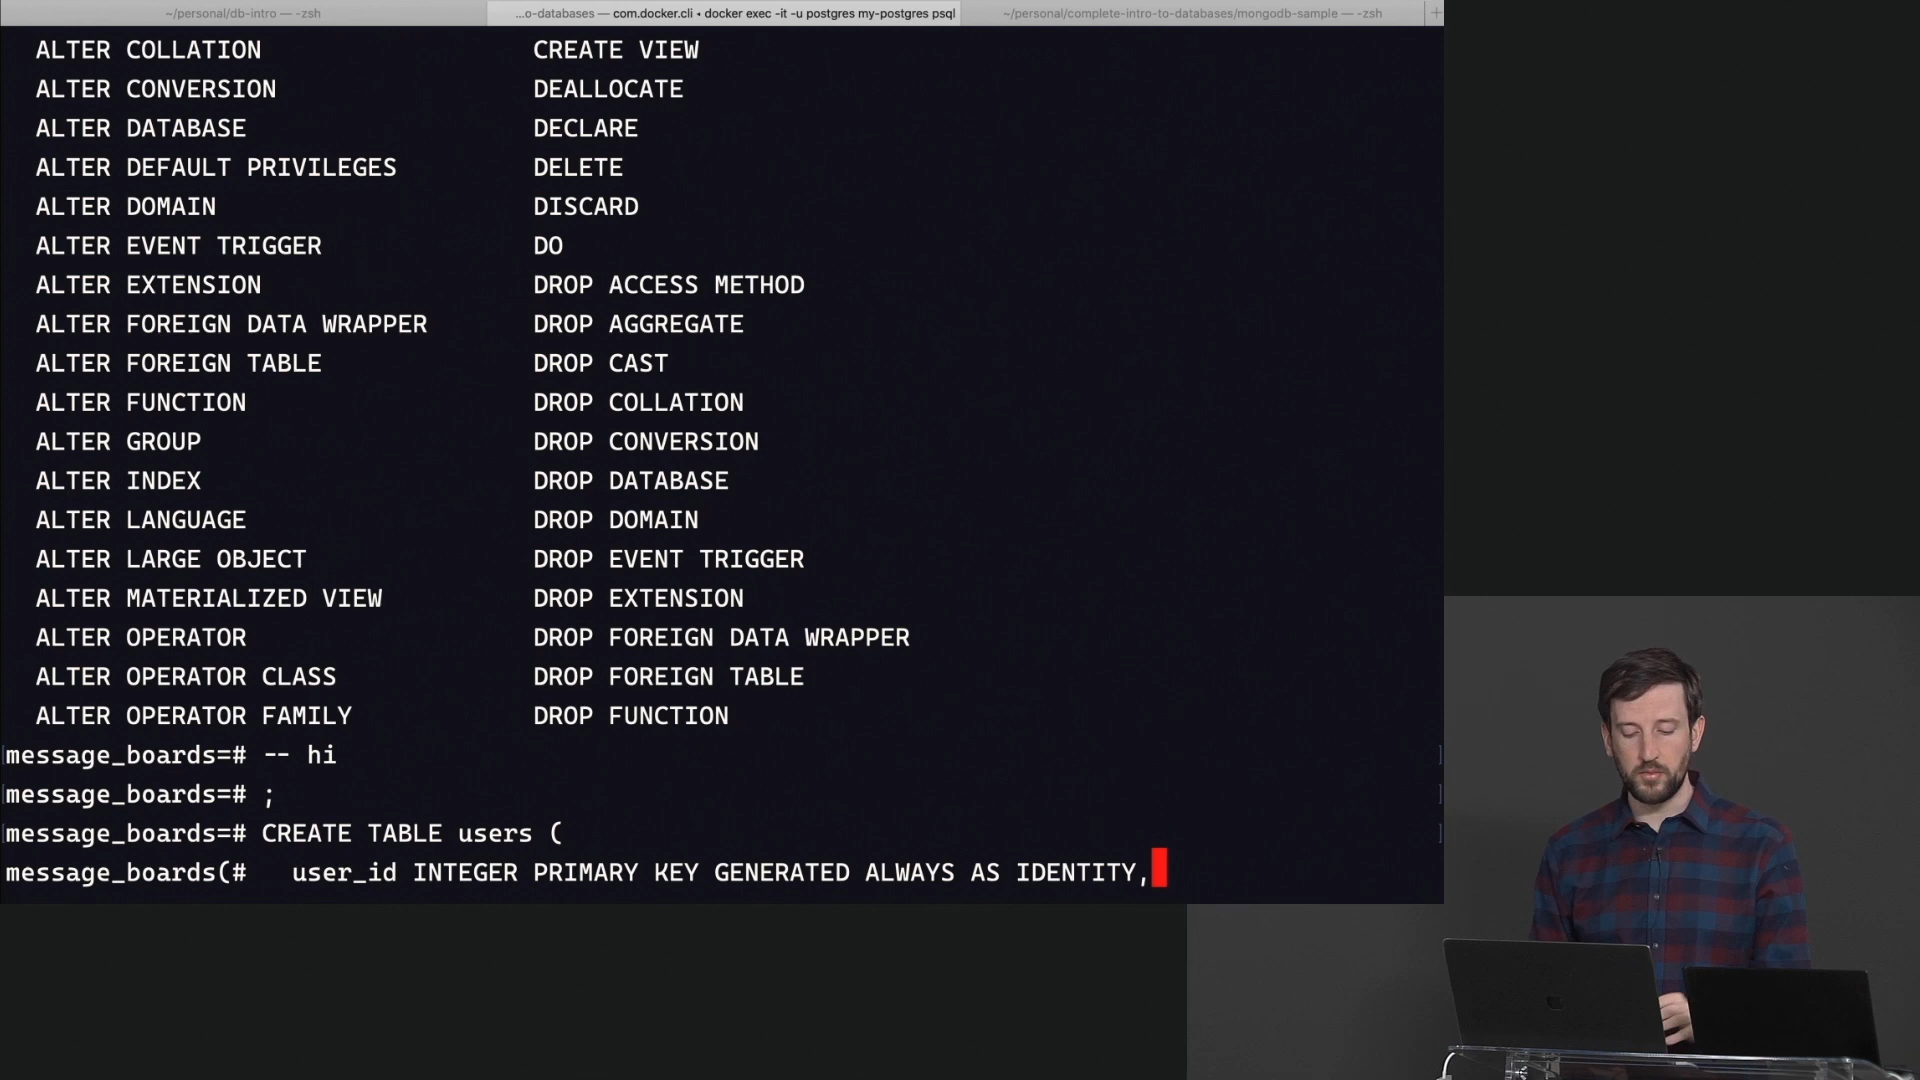 ~/personal/db-intro — -zsh
...o-databases — com.docker.cli • docker exec -it -u postgres my-postgres psql
~/personal/complete-intro-to-databases/mongodb-sample — -zsh
+
ALTER COLLATION CREATE VIEW
ALTER CONVERSION DEALLOCATE
ALTER DATABASE DECLARE
ALTER DEFAULT PRIVILEGES DELETE
ALTER DOMAIN DISCARD
ALTER EVENT TRIGGER DO
ALTER EXTENSION DROP ACCESS METHOD
ALTER FOREIGN DATA WRAPPER DROP AGGREGATE
ALTER FOREIGN TABLE DROP CAST
ALTER FUNCTION DROP COLLATION
ALTER GROUP DROP CONVERSION
ALTER INDEX DROP DATABASE
ALTER LANGUAGE DROP DOMAIN
ALTER LARGE OBJECT DROP EVENT TRIGGER
ALTER MATERIALIZED VIEW DROP EXTENSION
ALTER OPERATOR DROP FOREIGN DATA WRAPPER
ALTER OPERATOR CLASS DROP FOREIGN TABLE
ALTER OPERATOR FAMILY DROP FUNCTION
message_boards=# -- hi
message_boards=# ;
message_boards=# CREATE TABLE users (
message_boards(#   user_id INTEGER PRIMARY KEY GENERATED ALWAYS AS IDENTITY,